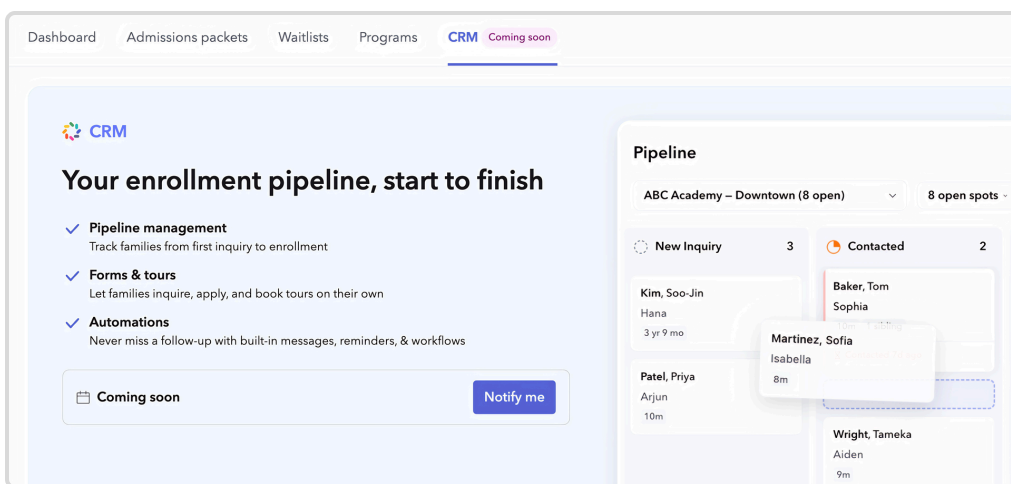 Dashboard
Admissions packets
Waitlists
Programs
CRM
Coming soon
CRM
Your enrollment pipeline, start to finish
Pipeline management
Track families from first inquiry to enrollment
Forms & tours
Let families inquire, apply, and book tours on their own
Automations
Never miss a follow-up with built-in messages, reminders, & workflows
Coming soon
Notify me
Pipeline
ABC Academy – Downtown (8 open)
8 open spots
New Inquiry
3
Kim, Soo-Jin
Hana
3 yr 9 mo
Patel, Priya
Arjun
10m
Contacted
2
Baker, Tom
Sophia
Martinez, Sofia
Isabella
8m
Wright, Tameka
Aiden
9m